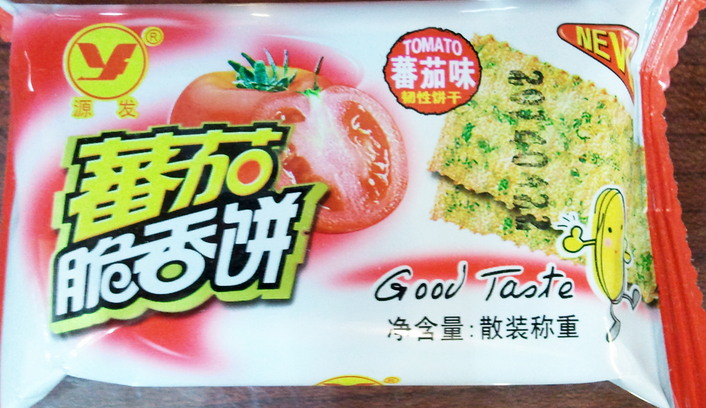 源发
TOMATO
蕃茄味
韧性饼干
NEW
20140422
蕃茄
脆香饼
Good Taste
净含量:散装称重